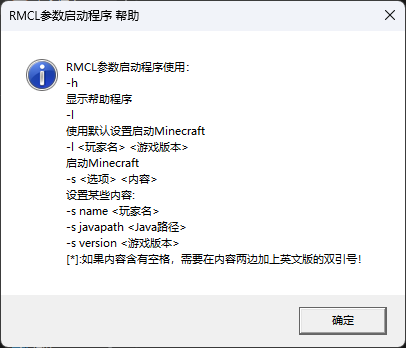 RMCL参数启动程序 帮助
RMCL参数启动程序使用：
-h
显示帮助程序
-l
使用默认设置启动Minecraft
-l <玩家名> <游戏版本>
启动Minecraft
-s <选项> <内容>
设置某些内容:
-s name <玩家名>
-s javapath <Java路径>
-s version <游戏版本>
[*]:如果内容含有空格，需要在内容两边加上英文版的双引号！
确定